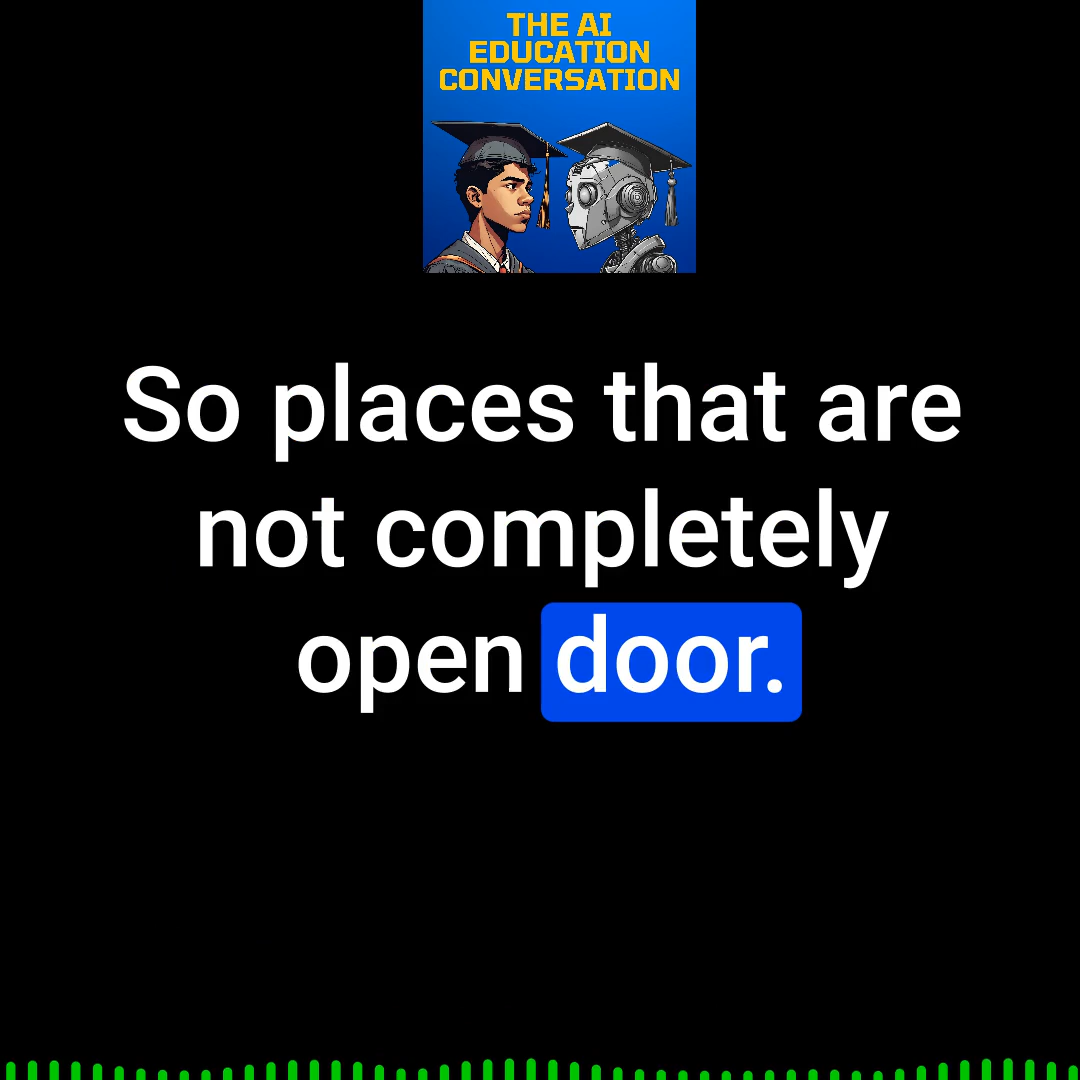 THE AI
EDUCATION
CONVERSATION
So places that are
not completely
open door.